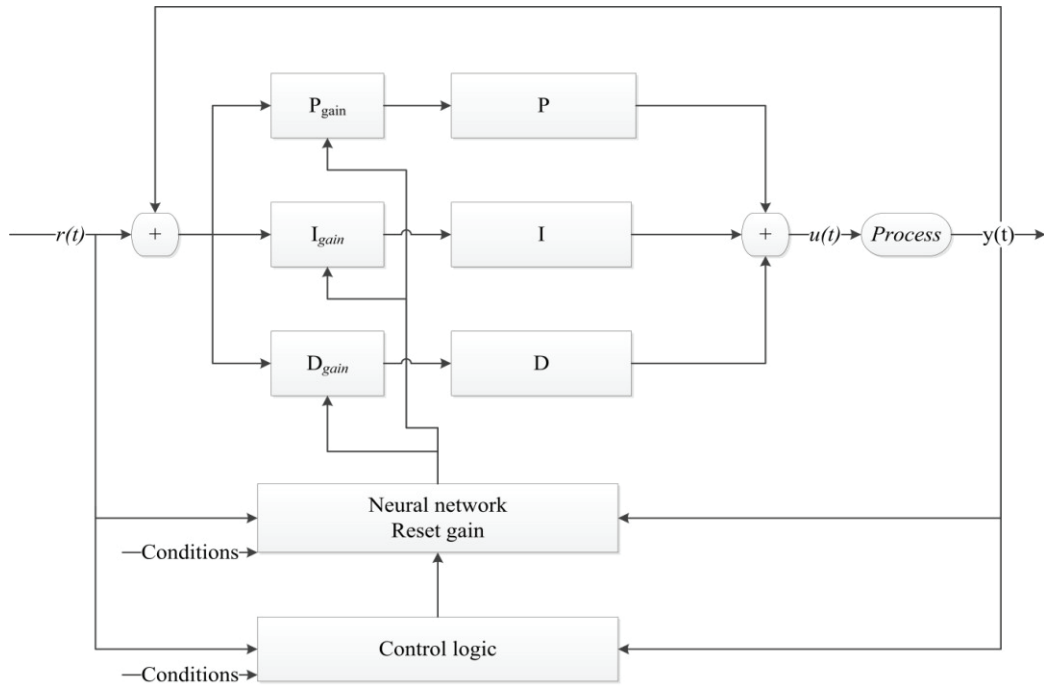 P gain
P
r(t)
+
I gain
I
+
u(t)
Process
y(t)
D gain
D
Neural network
Reset gain
Conditions
Control logic
Conditions